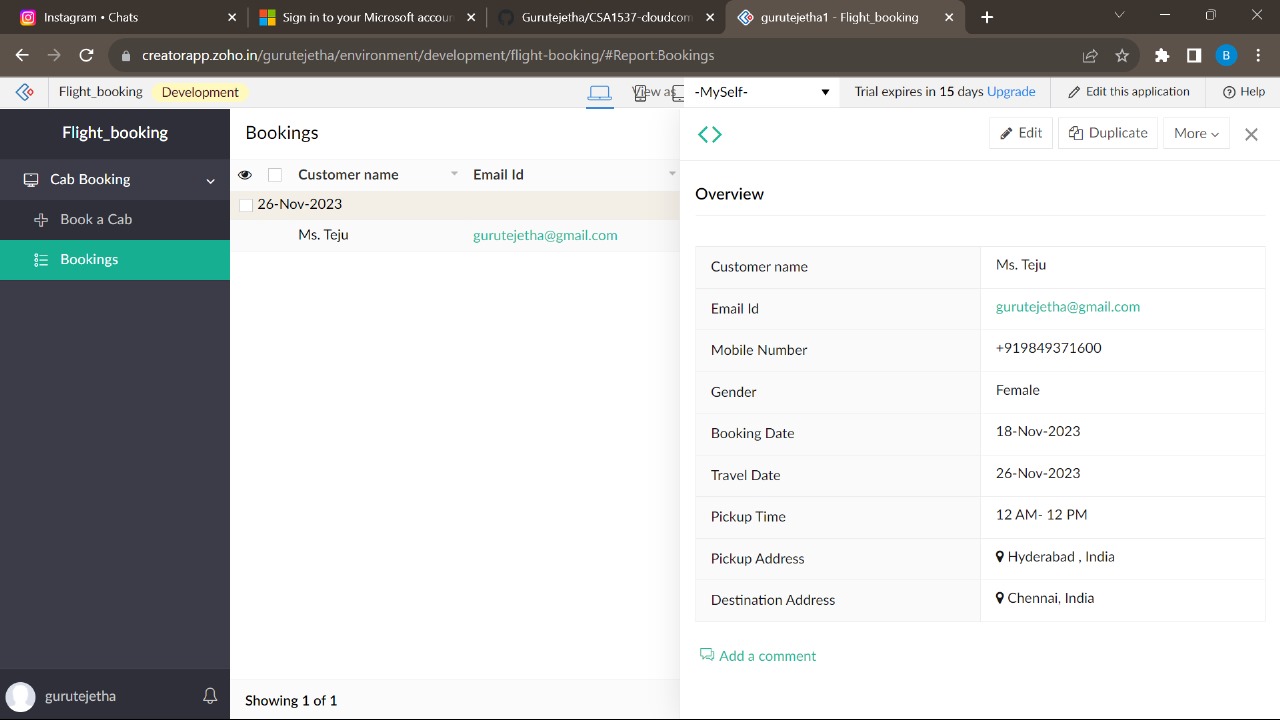 Instagram • Chats
Sign in to your Microsoft accoun
Gurutejetha/CSA1537-cloudcom
gurutejetha1 - Flight_booking
creatorapp.zoho.in/gurutejetha/environment/development/flight-booking/#Report:Bookings
B
Flight_booking
Development
View as
-MySelf-
Trial expires in 15 days Upgrade
Edit this application
Help
Flight_booking
Cab Booking
Book a Cab
Bookings
gurutejetha
Bookings
Customer name
Email Id
26-Nov-2023
Ms. Teju
gurutejetha@gmail.com
Showing 1 of 1
Edit
Duplicate
More
Overview
Customer name Ms. Teju
Email Id gurutejetha@gmail.com
Mobile Number +919849371600
Gender Female
Booking Date 18-Nov-2023
Travel Date 26-Nov-2023
Pickup Time 12 AM- 12 PM
Pickup Address Hyderabad , India
Destination Address Chennai, India
Add a comment